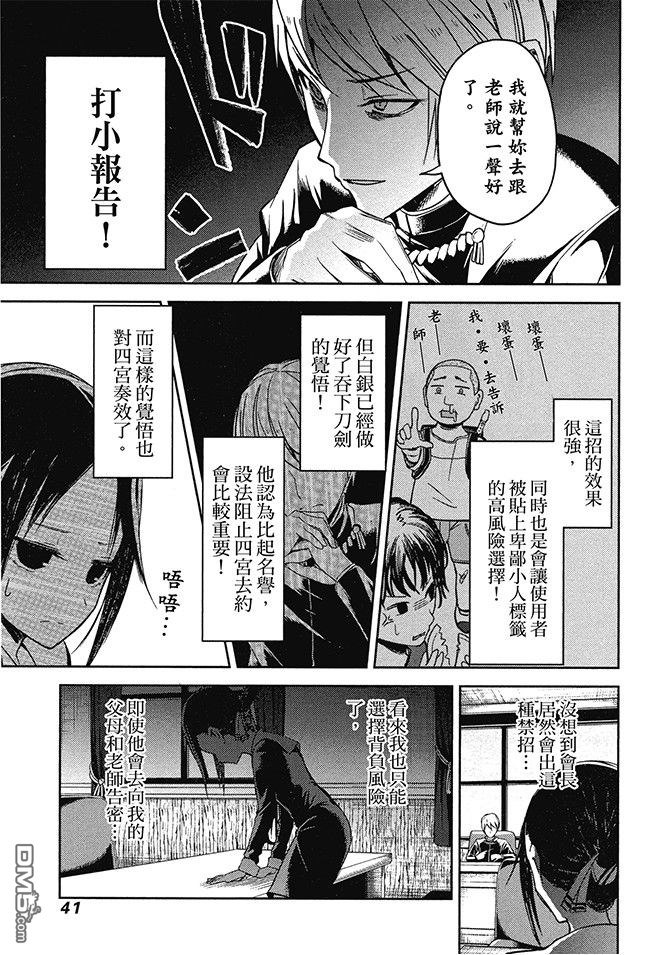 我就幫妳去跟
老師說一聲好
了。
打小報告！
這招的效果
很強，
同時也是會讓使用者
被貼上卑鄙小人標籤
的高風險選擇！
壞蛋
壞蛋
我・要・去告訴
老師
但白銀已經做
好了吞下刀劍
的覺悟！
他認為比起名譽，
設法阻止四宮去約
會比較重要！
而這樣的覺悟也
對四宮奏效了。
唔
唔…
沒想到會長
居然會出這
種禁招…
看來我也只能
選擇背負風險
了，
即使他會去向我的
父母和老師告密…
41
DM5